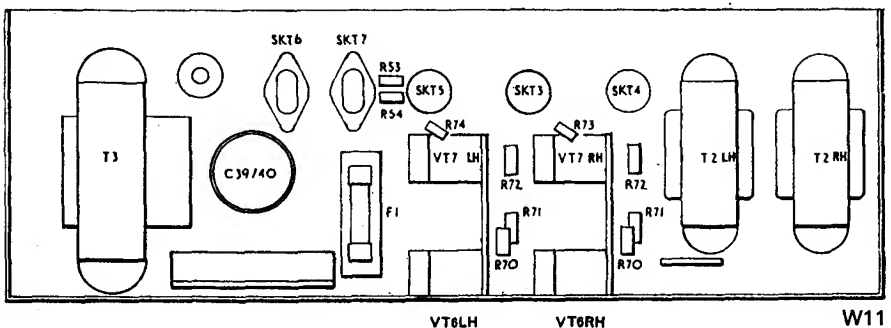 SKT6
SKT7
R53
R54
SKT5
SKT3
SKT4
R74
R73
T3
VT7 LH
VT7 RH
T2 LH
T2 RH
C39/40
R72
R72
F1
R71
R71
R70
R70
VT6LH
VT6RH
W11